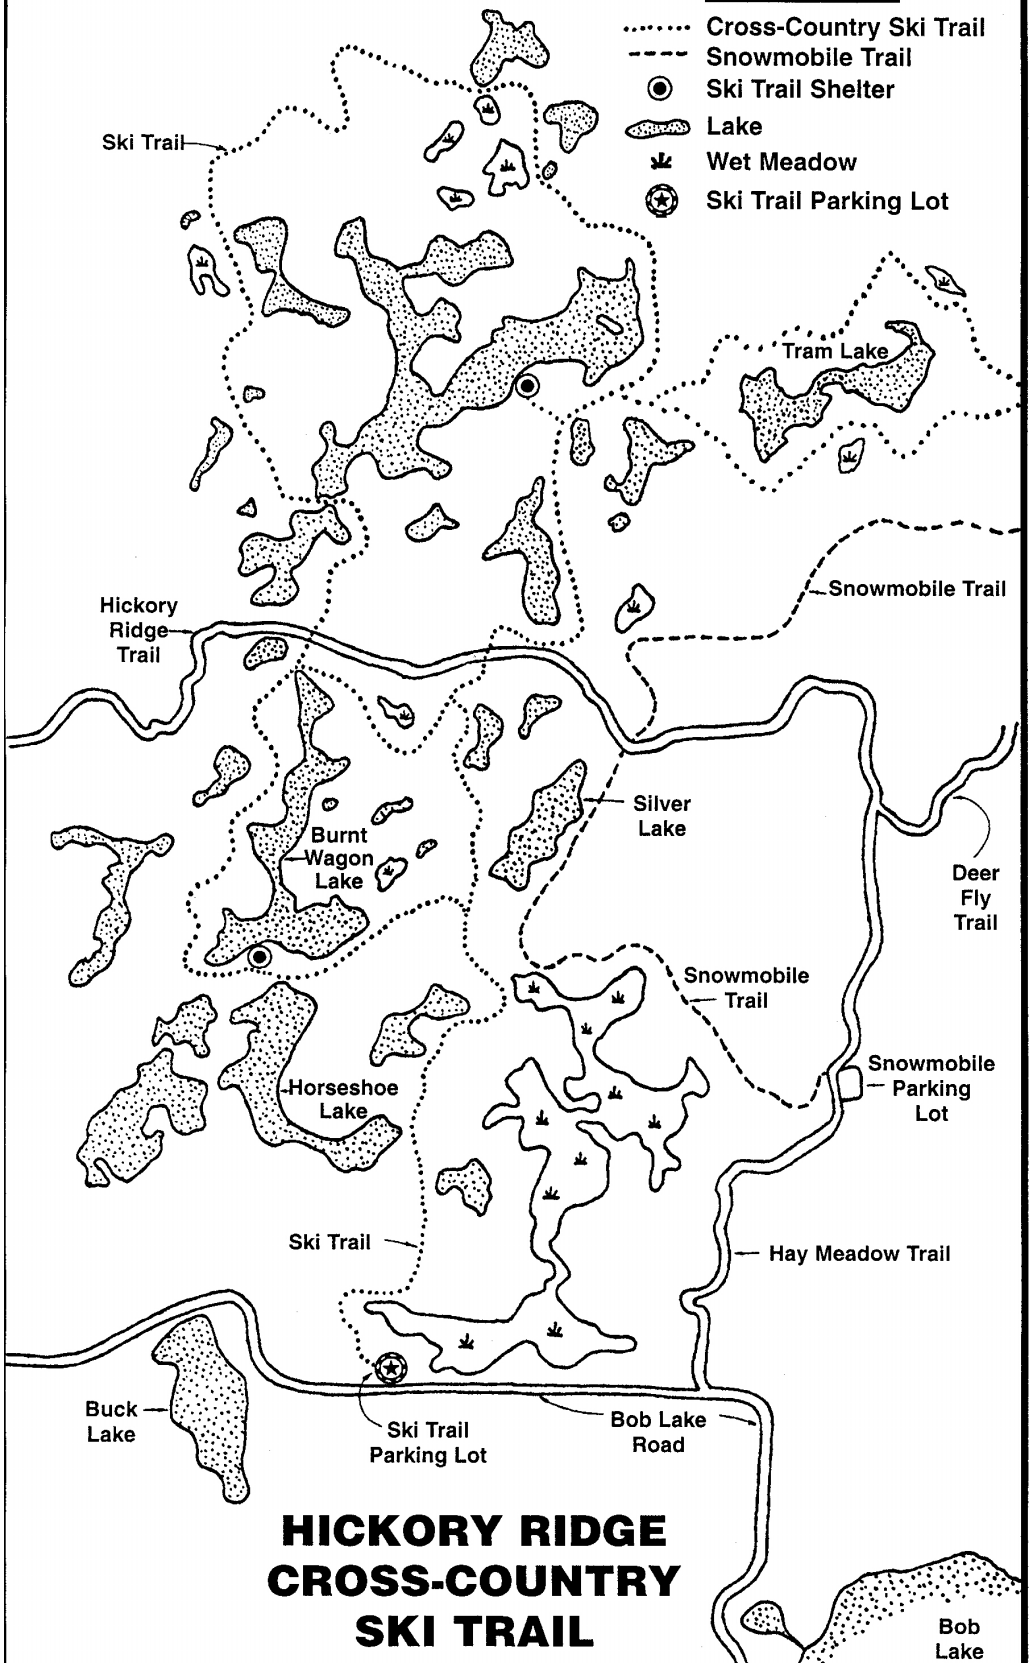 Cross-Country Ski Trail
Snowmobile Trail
Ski Trail Shelter
Lake
Wet Meadow
Ski Trail Parking Lot
Ski Trail
Tram Lake
Snowmobile Trail
Hickory
Ridge
Trail
Silver
Lake
Burnt
Wagon
Lake
Deer
Fly
Trail
Snowmobile
Trail
Snowmobile
Parking
Lot
Horseshoe
Lake
Ski Trail
Hay Meadow Trail
Buck
Lake
Ski Trail
Parking Lot
Bob Lake
Road
HICKORY RIDGE
CROSS-COUNTRY
SKI TRAIL
Bob
Lake